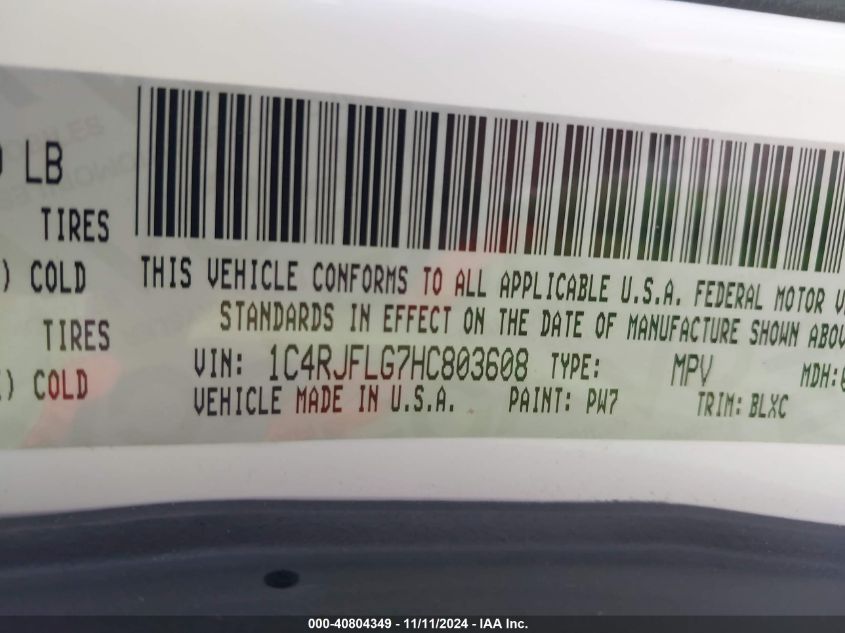 LB
TIRES
) COLD
TIRES
) COLD
THIS VEHICLE CONFORMS TO ALL APPLICABLE U.S.A. FEDERAL MOTOR
STANDARDS IN EFFECT ON THE DATE OF MANUFACTURE SHOWN
VIN: 1C4RJFLG7HC803608 TYPE: MPV MDH:
VEHICLE MADE IN U.S.A. PAINT: PW7 TRIM: BLXC
000-40804349 - 11/11/2024 - IAA Inc.